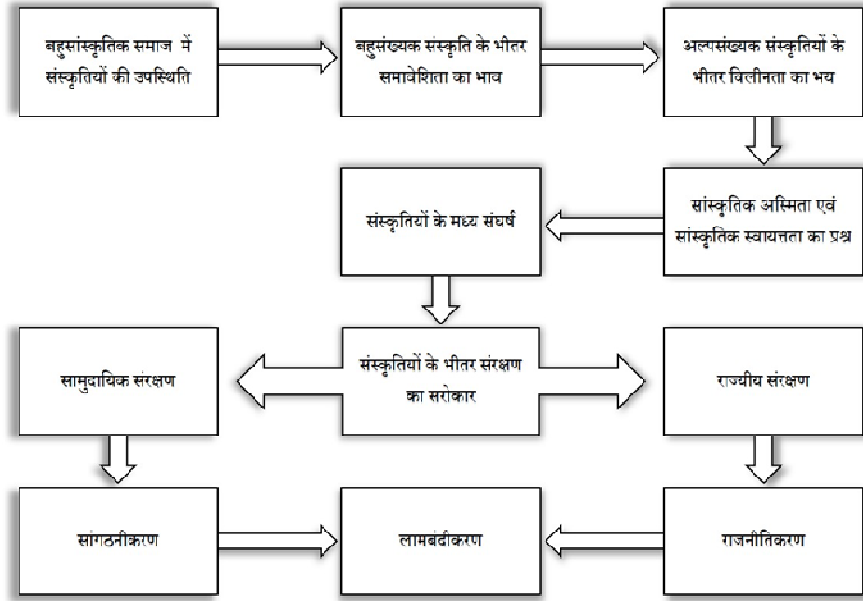 बहुसांस्कृतिक समाज में
संस्कृतियों की उपस्थिति
बहुसंख्यक संस्कृति के भीतर
समावेशिता का भाव
अल्पसंख्यक संस्कृतियों के
भीतर विलीनता का भय
सांस्कृतिक अस्मिता एवं
सांस्कृतिक स्वायत्तता का प्रश्न
संस्कृतियों के मध्य संघर्ष
संस्कृतियों के भीतर संरक्षण
का सरोकार
सामुदायिक संरक्षण
राज्यीय संरक्षण
सांगठनीकरण
लामबंदीकरण
राजनीतिकरण